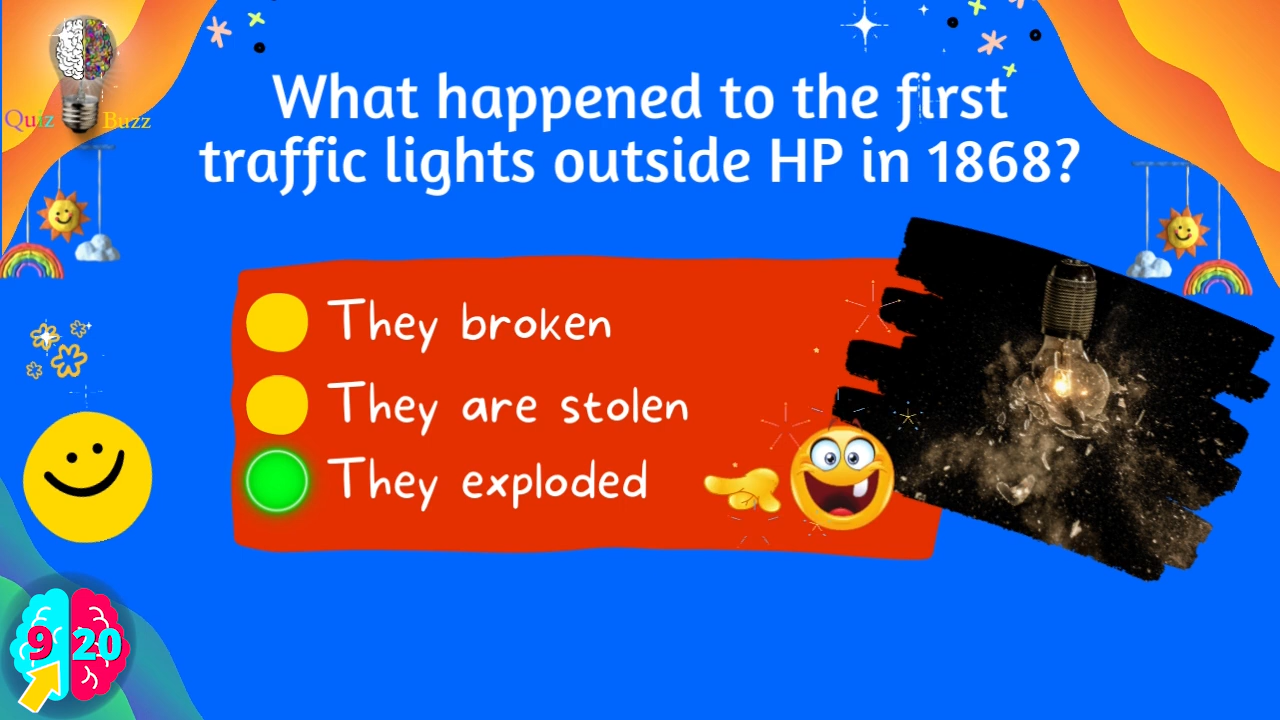 Quiz Buzz
What happened to the first
traffic lights outside HP in 1868?
They broken
They are stolen
They exploded
9 20